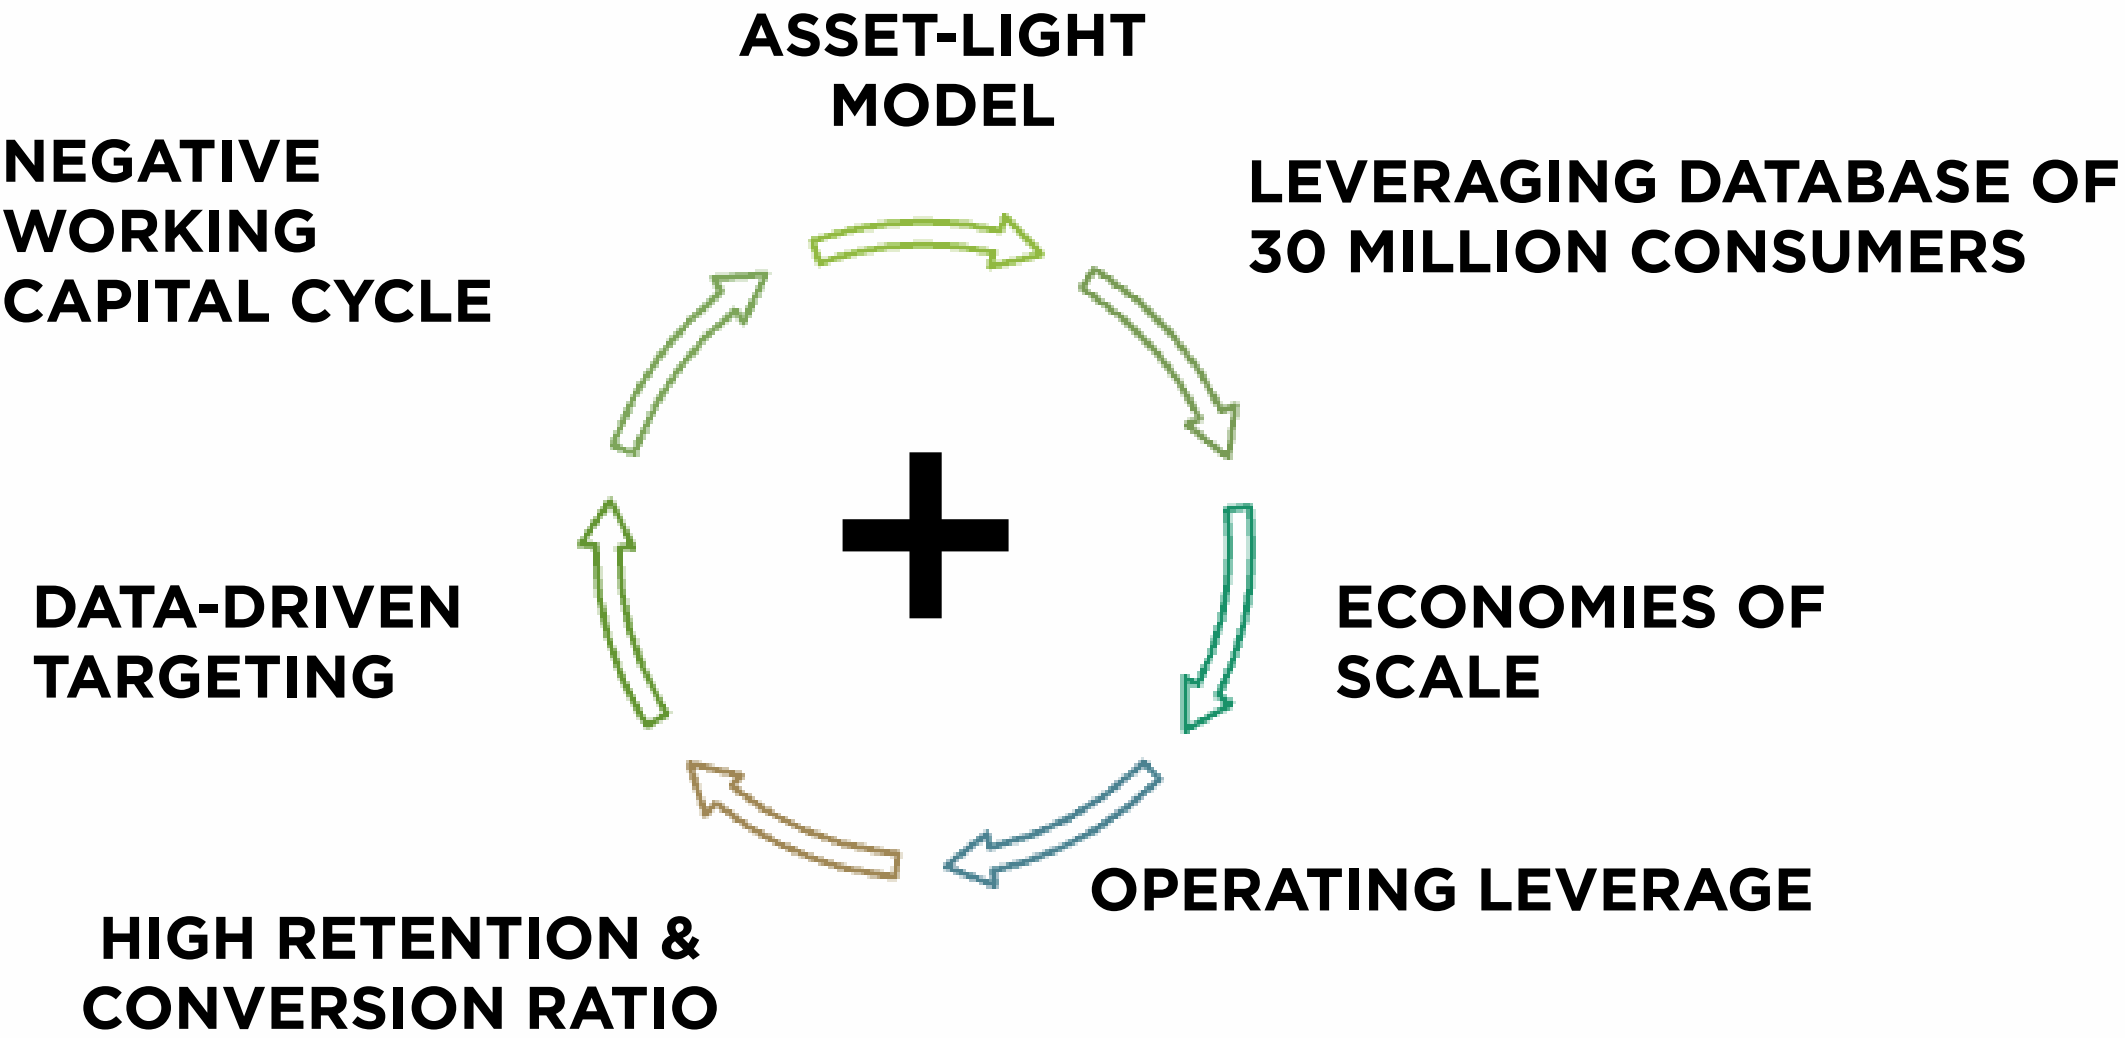 ASSET-LIGHT
MODEL
LEVERAGING DATABASE OF
30 MILLION CONSUMERS
ECONOMIES OF
SCALE
OPERATING LEVERAGE
HIGH RETENTION &
CONVERSION RATIO
DATA-DRIVEN
TARGETING
NEGATIVE
WORKING
CAPITAL CYCLE